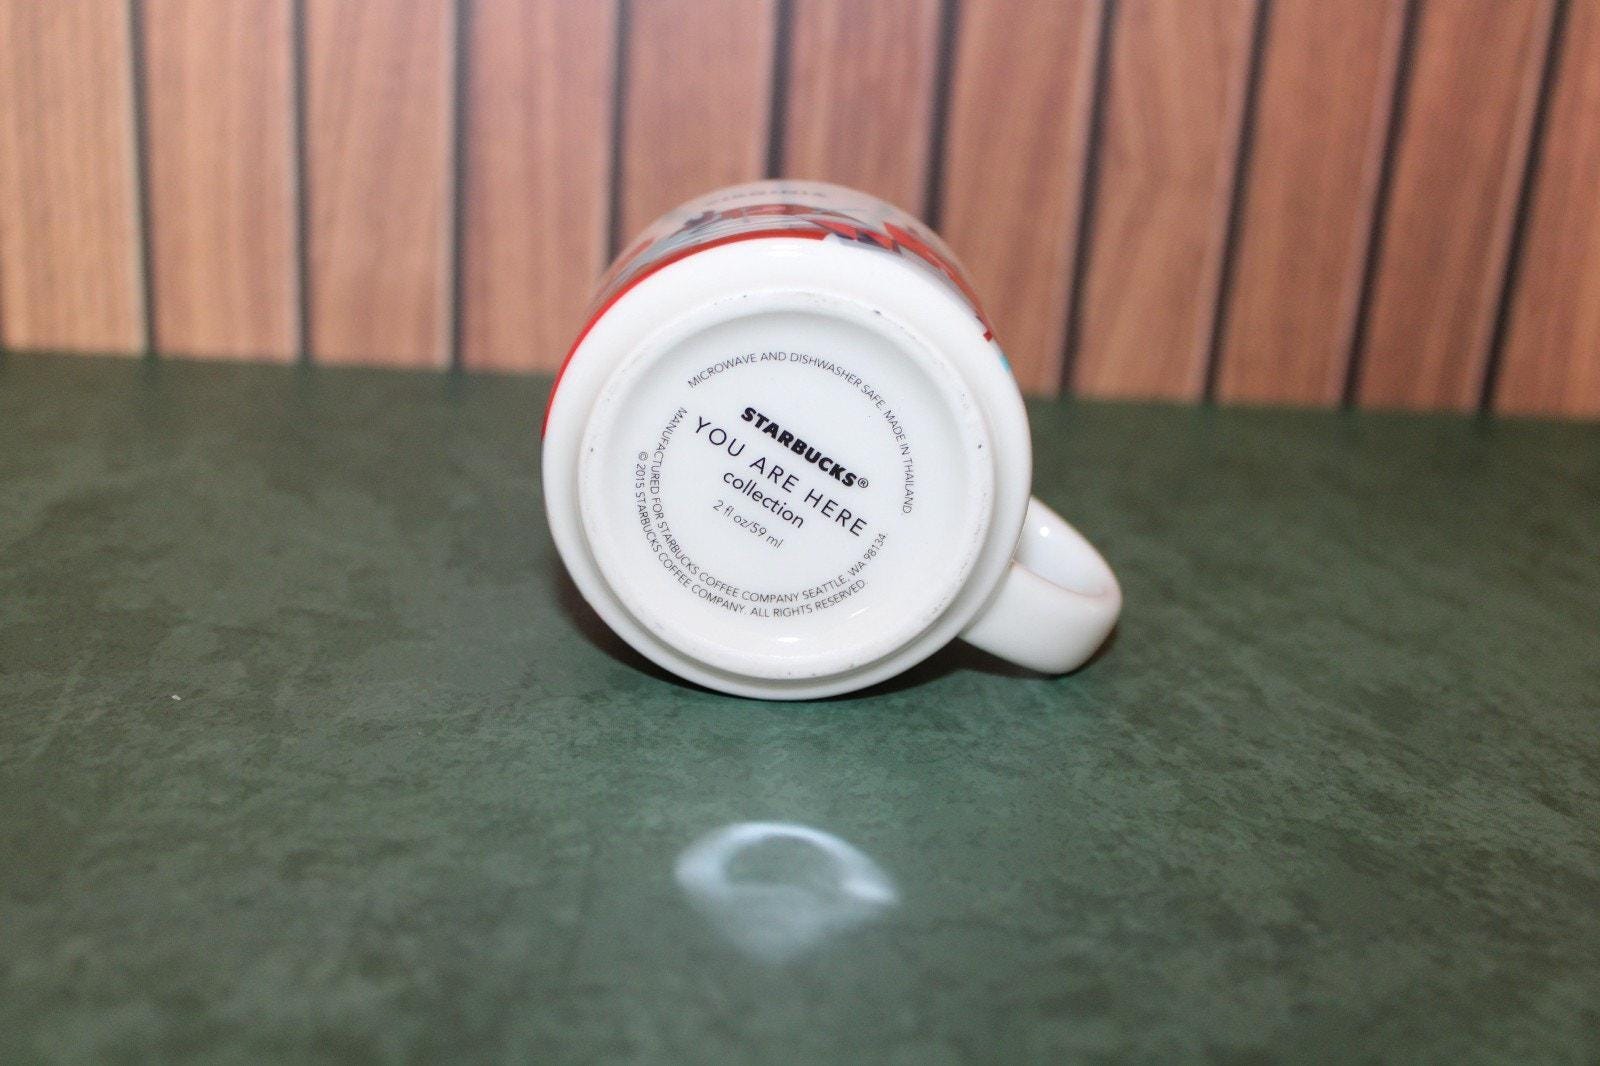 MICROWAVE AND DISHWASHER SAFE. MADE IN THAILAND.
STARBUCKS®
YOU ARE HERE
collection
2 fl oz/59 ml
MANUFACTURED FOR STARBUCKS COFFEE COMPANY SEATTLE, WA 98134.
© 2015 STARBUCKS COFFEE COMPANY. ALL RIGHTS RESERVED.